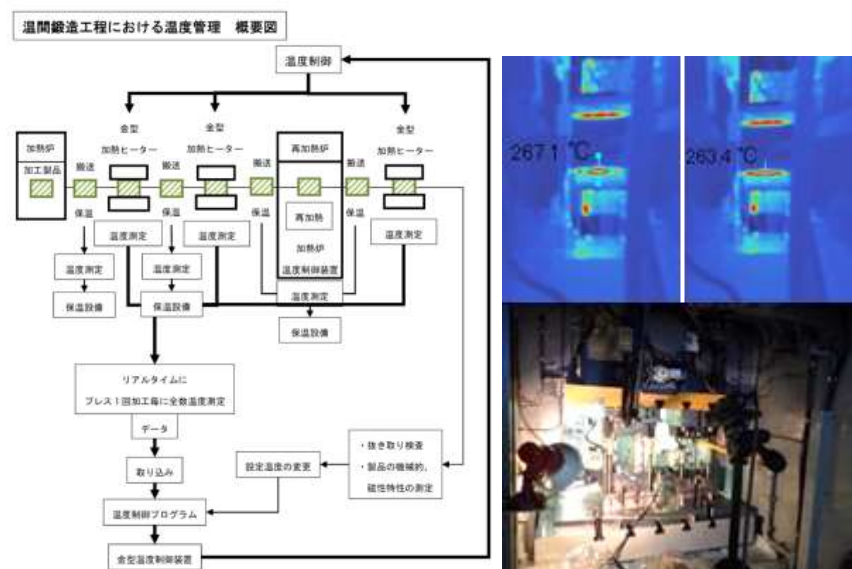 温間鍛造工程における温度管理　概要図
温度制御
金型
加熱ヒーター
金型
加熱ヒーター
金型
加熱ヒーター
加熱炉
加工製品
搬送
搬送
搬送
再加熱炉
搬送
保温
保温
保温
再加熱
保温
温度測定
温度測定
温度測定
加熱炉
温度制御装置
温度測定
温度測定
温度測定
保温設備
保温設備
保温設備
リアルタイムに
プレス１回加工毎に全数温度測定
データ
取り込み
設定温度の変更
・抜き取り検査
・製品の機械的，
磁性特性の測定
温度制御プログラム
金型温度制御装置
267.1 ℃
263.4 ℃